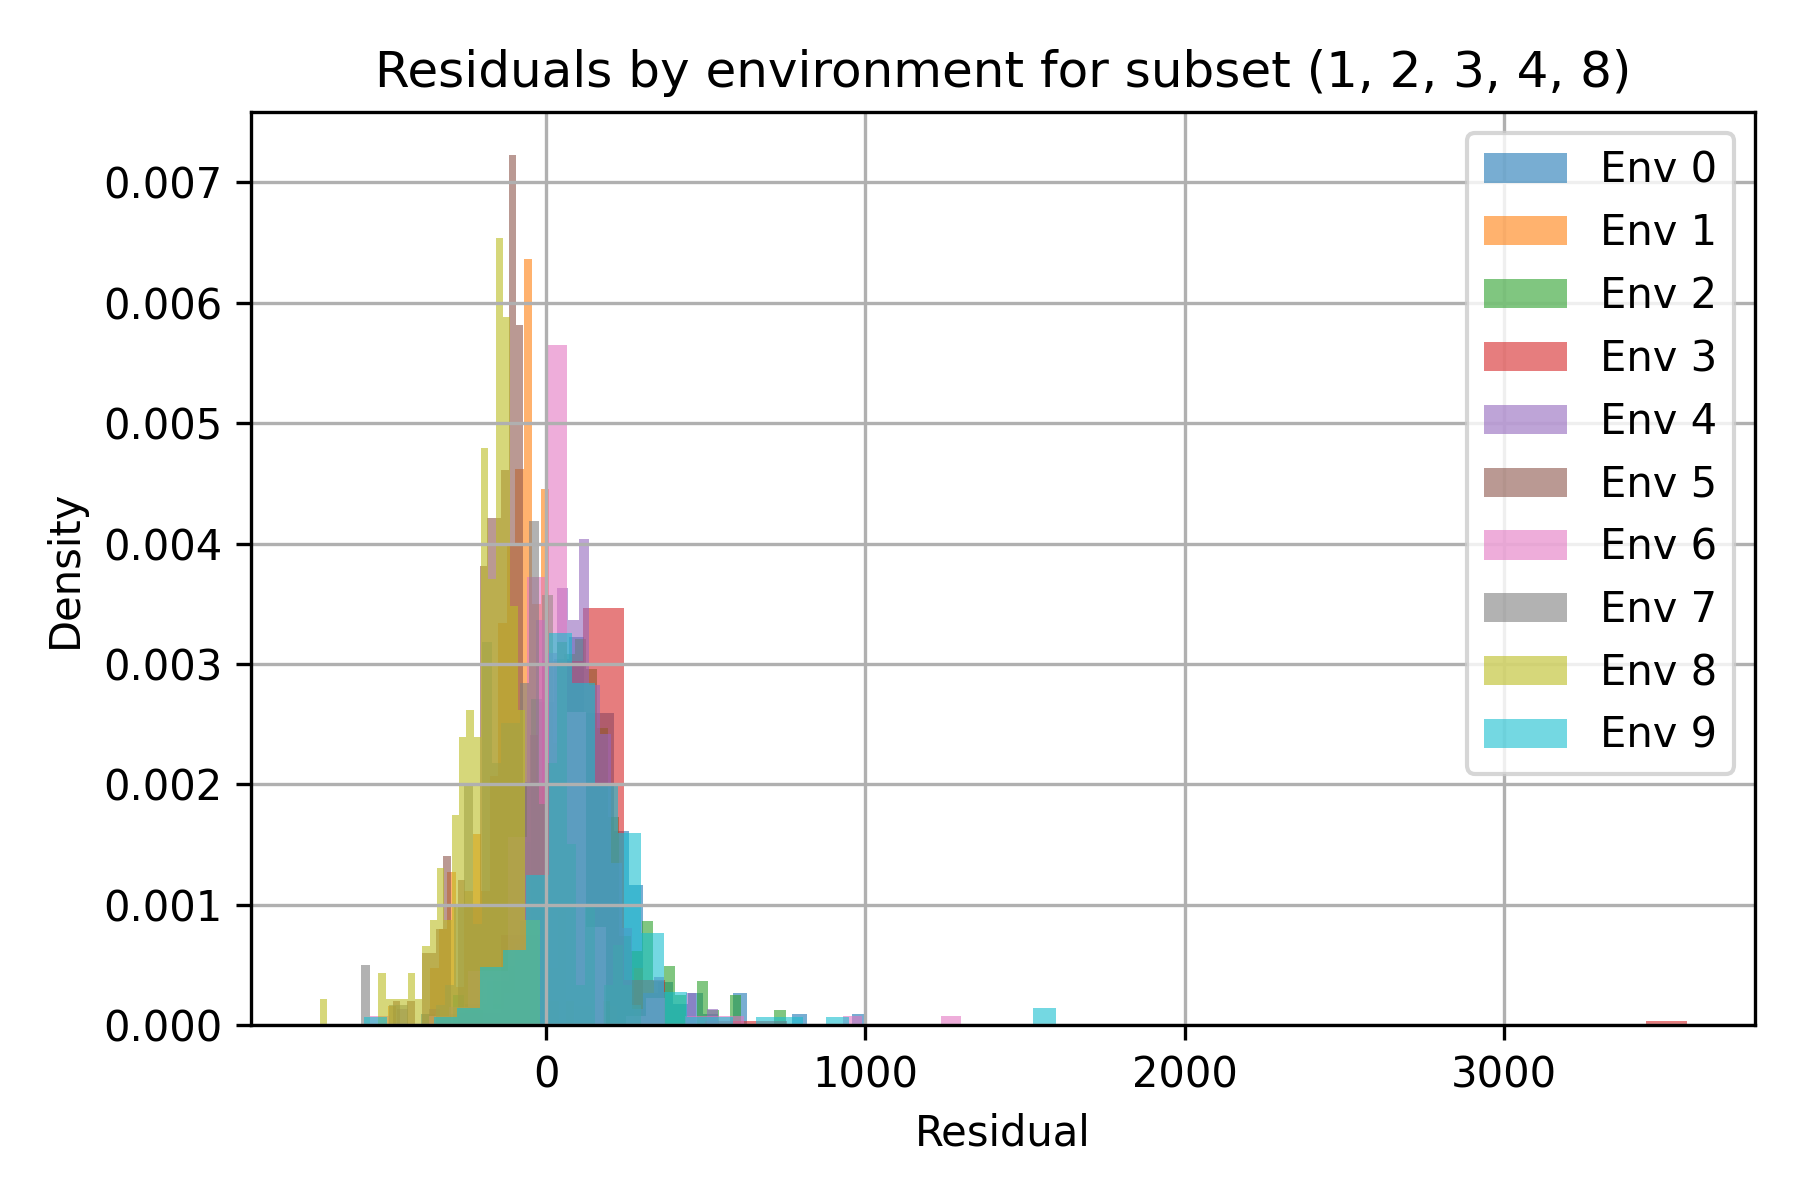 Residuals by environment for subset (1, 2, 3, 4, 8)
Env 0
Env 1
Env 2
Env 3
Env 4
Env 5
Env 6
Env 7
Env 8
Env 9
0.007
0.006
0.005
0.004
0.003
0.002
0.001
0.000
Density
0
1000
2000
3000
Residual